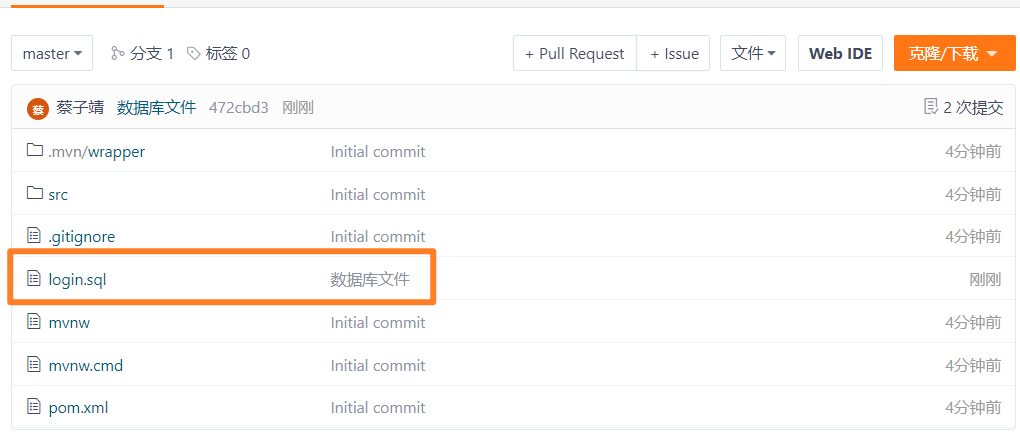 master 分支 1 标签 0 + Pull Request + Issue 文件 Web IDE 克隆/下载
蔡 蔡子靖 数据库文件 472cbd3 刚刚 2 次提交
.mvn/wrapper Initial commit 4分钟前
src Initial commit 4分钟前
.gitignore Initial commit 4分钟前
login.sql 数据库文件 刚刚
mvnw Initial commit 4分钟前
mvnw.cmd Initial commit 4分钟前
pom.xml Initial commit 4分钟前